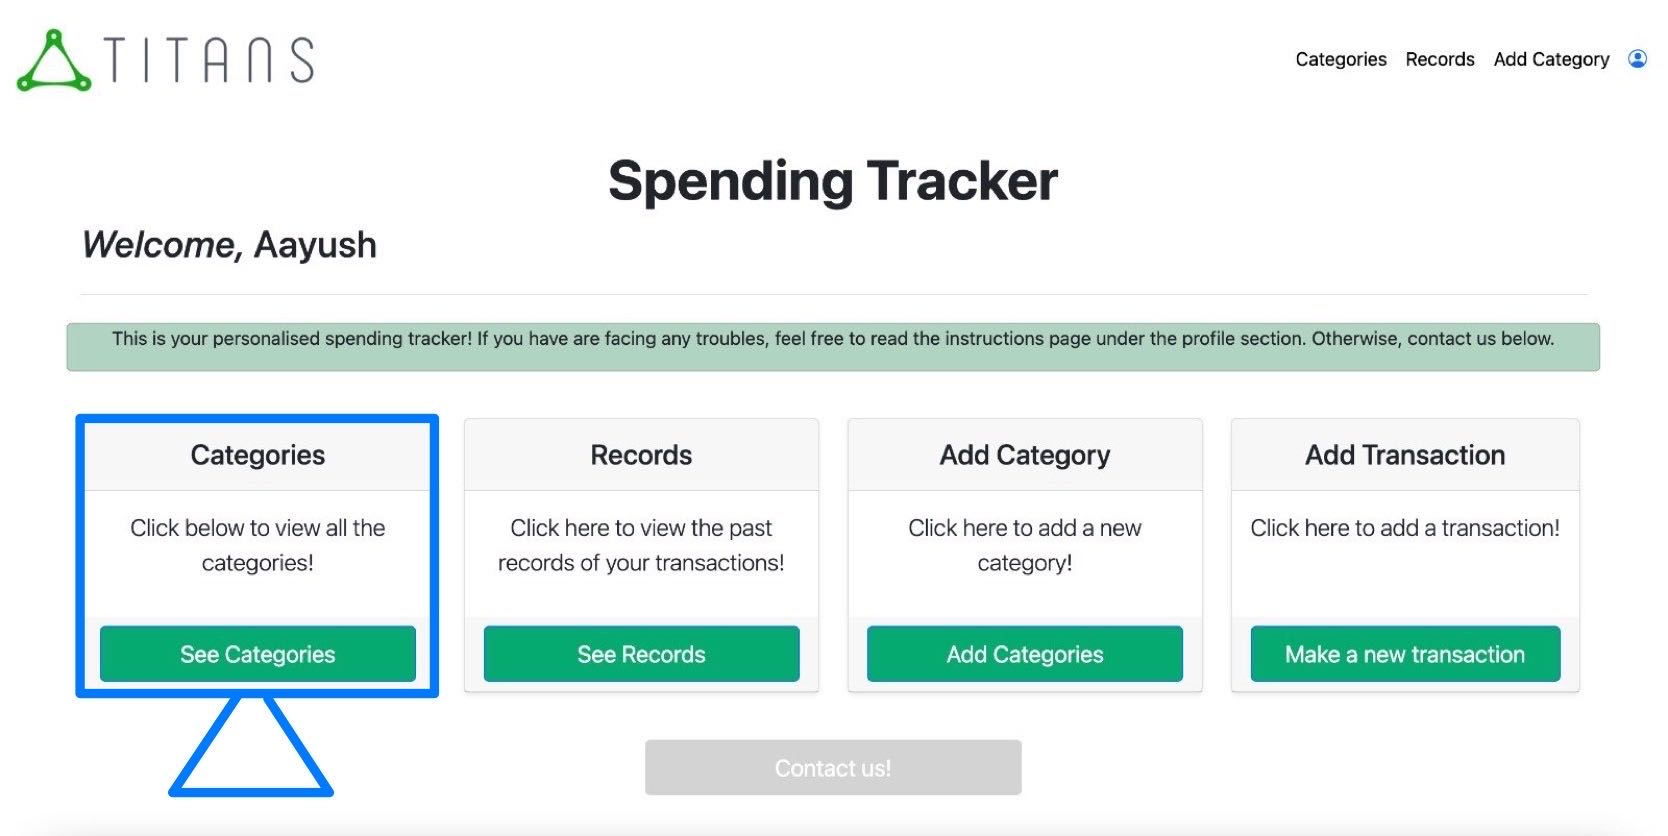 TITANS
Categories Records Add Category
Spending Tracker
Welcome, Aayush
This is your personalised spending tracker! If you have are facing any troubles, feel free to read the instructions page under the profile section. Otherwise, contact us below.
Categories
Click below to view all the
categories!
See Categories
Records
Click here to view the past
records of your transactions!
See Records
Add Category
Click here to add a new
category!
Add Categories
Add Transaction
Click here to add a transaction!
Make a new transaction
Contact us!